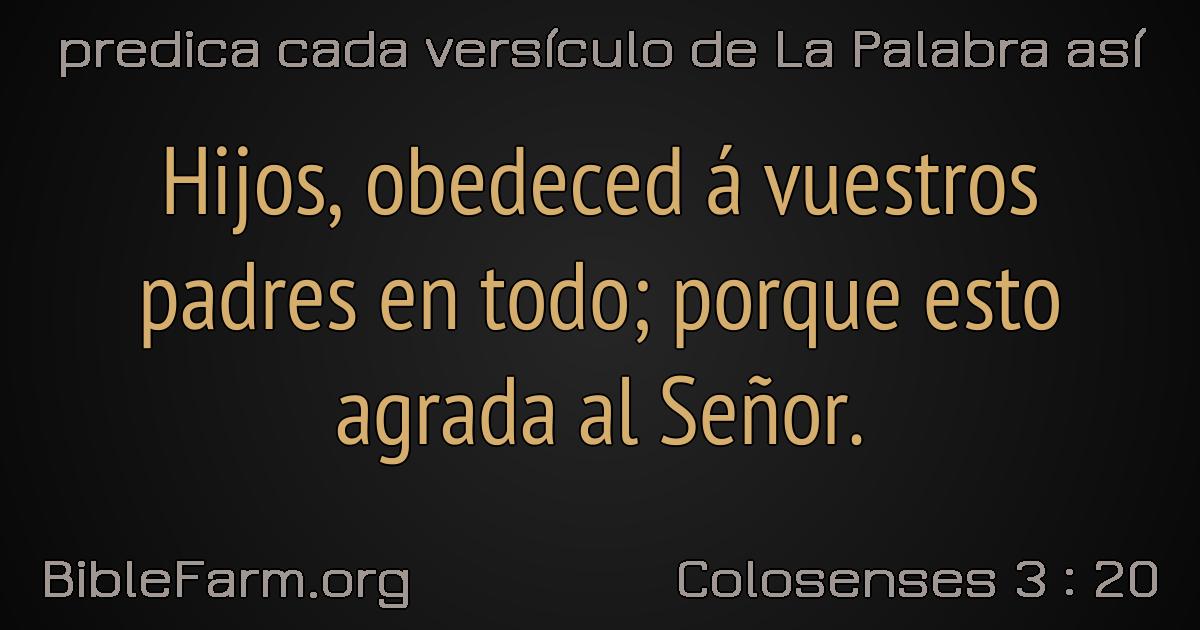 predica cada versículo de La Palabra así
Hijos, obedeced á vuestros
padres en todo; porque esto
agrada al Señor.
BibleFarm.org
Colosenses 3 : 20